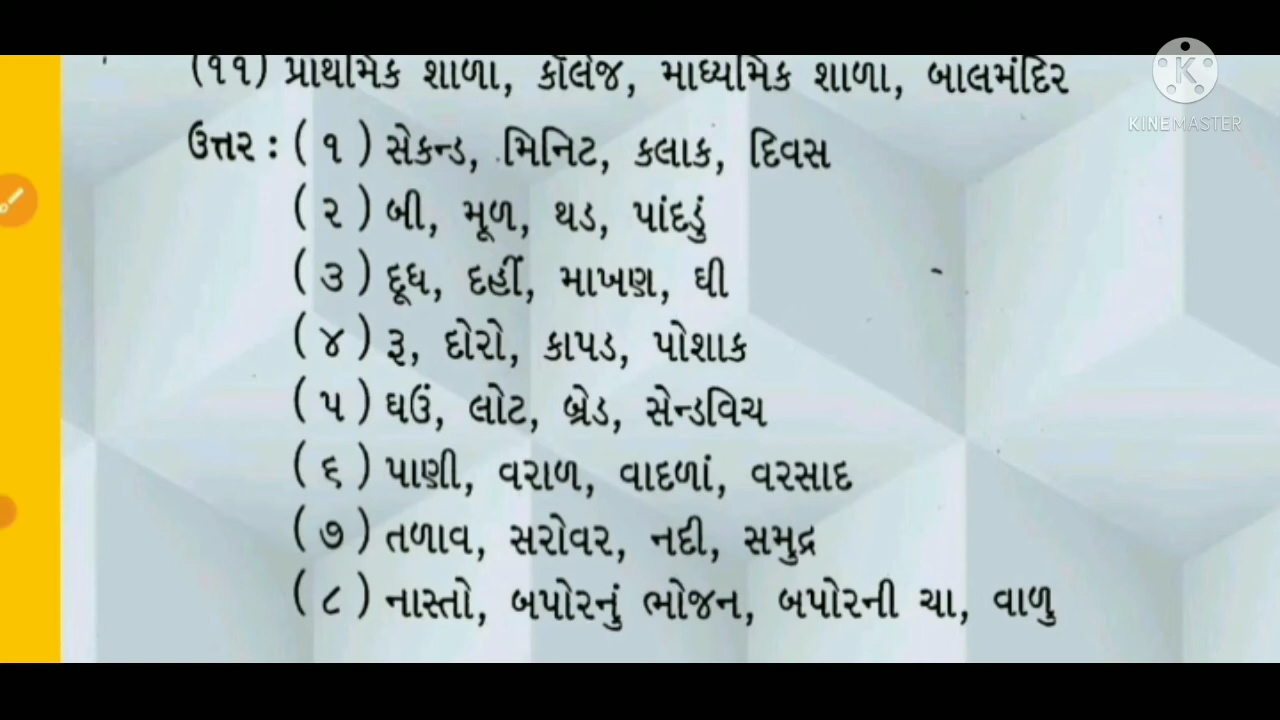 (૧૧) પ્રાથમિક શાળા, કૉલેજ, માધ્યમિક શાળા, બાલમંદિર
KINEMASTER
ઉત્તર : (૧) સેકન્ડ, મિનિટ, કલાક, દિવસ
(૨) બી, મૂળ, થડ, પાંદડું
(૩) દૂધ, દહીં, માખણ, ઘી
(૪) રૂ, દોરો, કાપડ, પોશાક
(૫) ઘઉં, લોટ, બ્રેડ, સેન્ડવિચ
(૬) પાણી, વરાળ, વાદળાં, વરસાદ
(૭) તળાવ, સરોવર, નદી, સમુદ્ર
(૮) નાસ્તો, બપોરનું ભોજન, બપોરની ચા, વાળુ